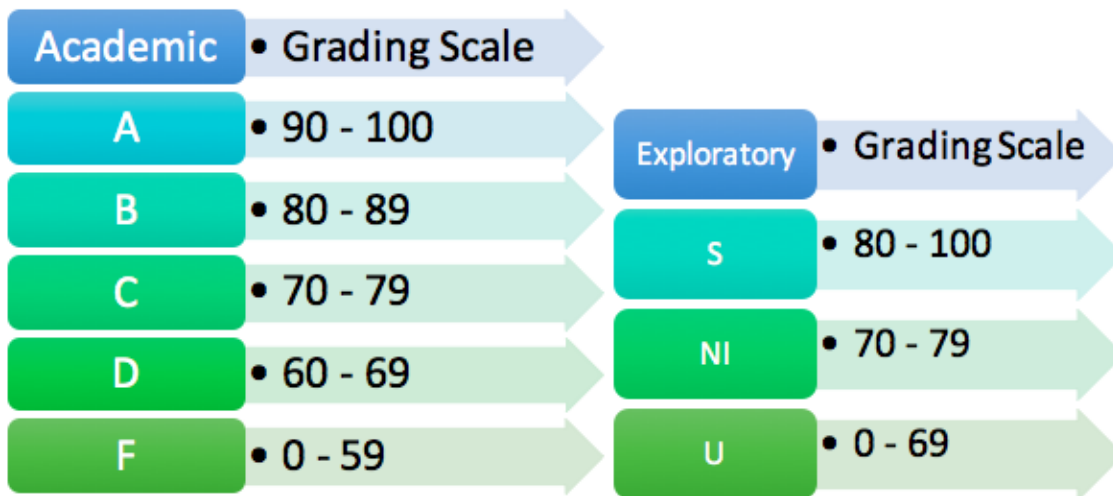 Academic • Grading Scale
A • 90 - 100
B • 80 - 89
C • 70 - 79
D • 60 - 69
F • 0 - 59
Exploratory • Grading Scale
S • 80 - 100
NI • 70 - 79
U • 0 - 69